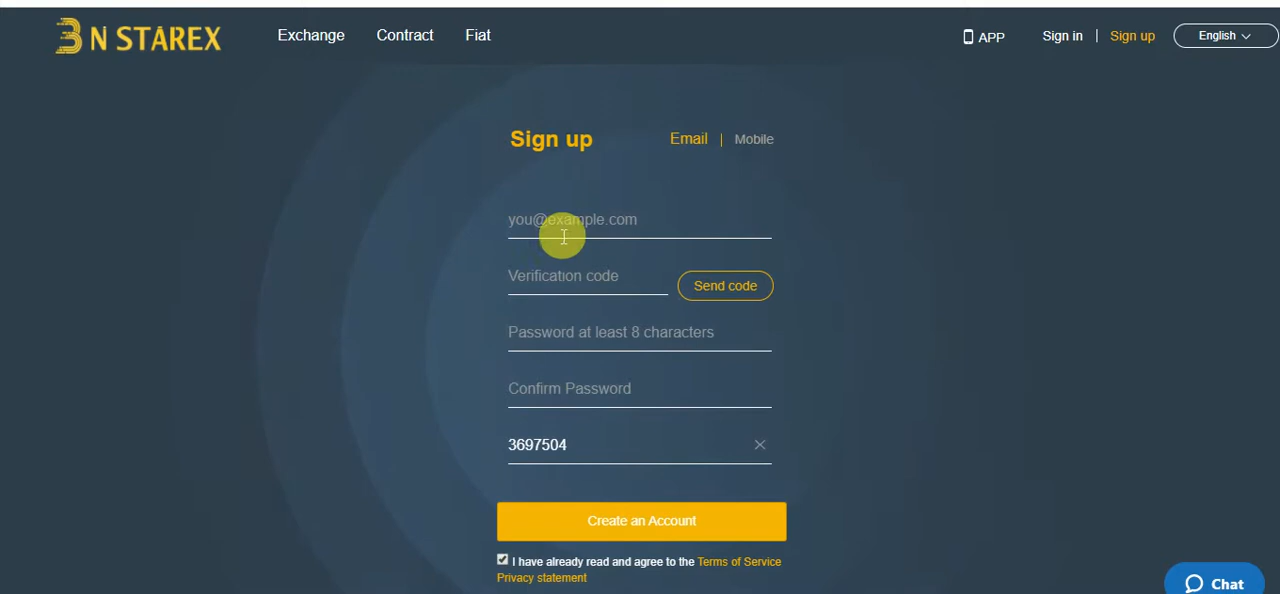 BN STAREX
Exchange Contract Fiat
APP Sign in | Sign up English
Sign up Email | Mobile
you@example.com
Verification code Send code
Password at least 8 characters
Confirm Password
3697504
Create an Account
I have already read and agree to the Terms of Service
Privacy statement
Chat